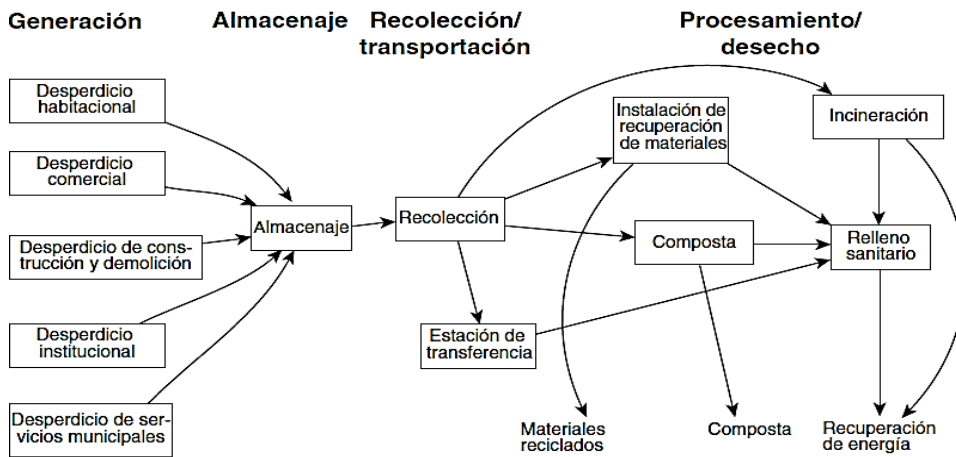 Generación
Almacenaje
Recolección/
transportación
Procesamiento/
desecho
Desperdicio
habitacional
Desperdicio
comercial
Desperdicio de cons-
trucción y demolición
Desperdicio
institucional
Desperdicio de ser-
vicios municipales
Almacenaje
Recolección
Estación de
transferencia
Instalación de
recuperación
de materiales
Composta
Incineración
Relleno
sanitario
Materiales
reciclados
Composta
Recuperación
de energía